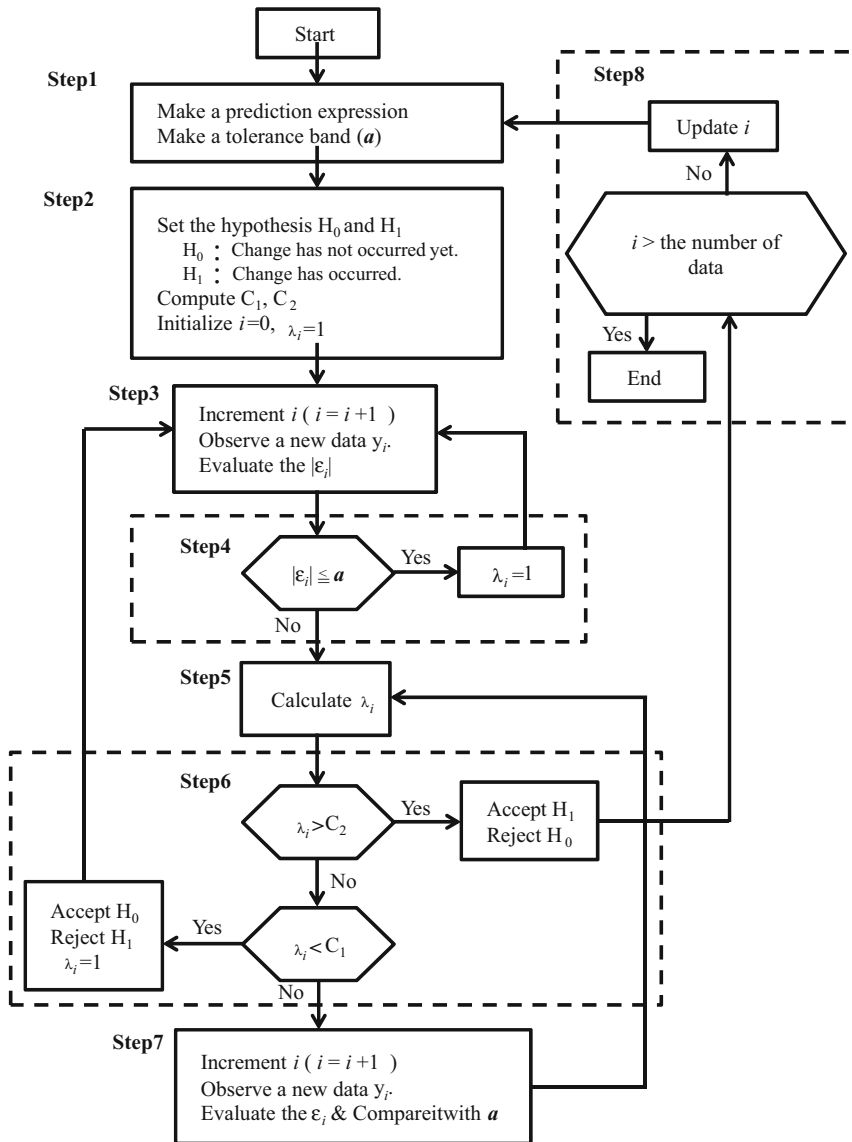 Start
Step1
Make a prediction expression
Make a tolerance band (a)
Step2
Set the hypothesis H₀ and H₁
H₀ : Change has not occurred yet.
H₁ : Change has occurred.
Compute C₁, C₂
Initialize i=0, λᵢ=1
Step3
Increment i ( i = i +1 )
Observe a new data yᵢ.
Evaluate the |εᵢ|
Step4
|εᵢ| ≦ a
Yes
λᵢ=1
No
Step5
Calculate λᵢ
Step6
λᵢ>C₂
Yes
Accept H₁
Reject H₀
No
λᵢ<C₁
Yes
Accept H₀
Reject H₁
λᵢ=1
No
Step7
Increment i ( i = i +1 )
Observe a new data yᵢ.
Evaluate the εᵢ & Compareitwith a
Step8
Update i
No
i > the number of
data
Yes
End